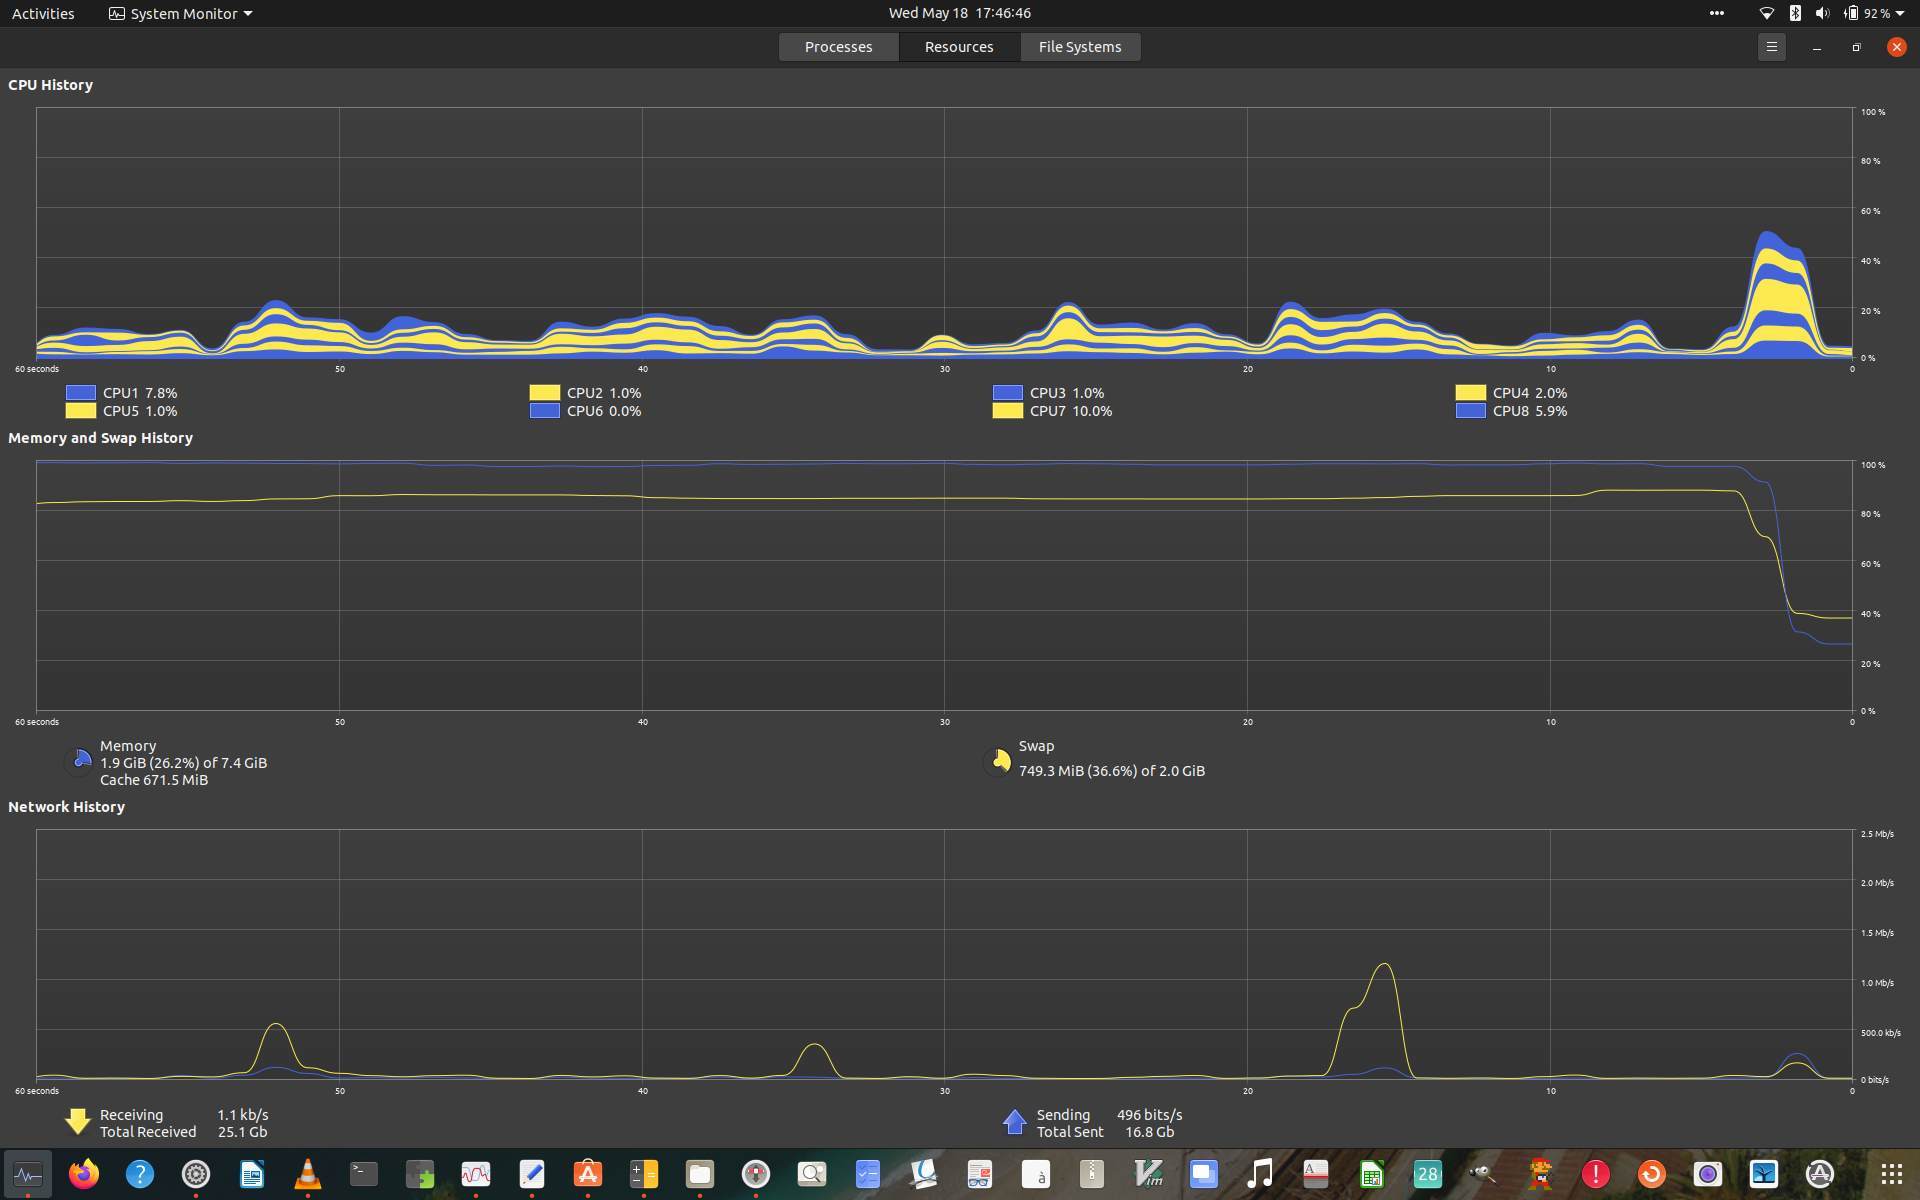 Activities System Monitor Wed May 18 17:46:46 92 %
Processes Resources File Systems
CPU History
100 %
80 %
60 %
40 %
20 %
0 %
60 seconds 50 40 30 20 10 0
CPU1 7.8% CPU2 1.0% CPU3 1.0% CPU4 2.0%
CPU5 1.0% CPU6 0.0% CPU7 10.0% CPU8 5.9%
Memory and Swap History
100 %
80 %
60 %
40 %
20 %
0 %
60 seconds 50 40 30 20 10 0
Memory
1.9 GiB (26.2%) of 7.4 GiB
Cache 671.5 MiB
Swap
749.3 MiB (36.6%) of 2.0 GiB
Network History
2.5 Mb/s
2.0 Mb/s
1.5 Mb/s
1.0 Mb/s
500.0 kb/s
0 bits/s
60 seconds 50 40 30 20 10 0
Receiving 1.1 kb/s
Total Received 25.1 Gb
Sending 496 bits/s
Total Sent 16.8 Gb
? >_ à Vim A 28 !